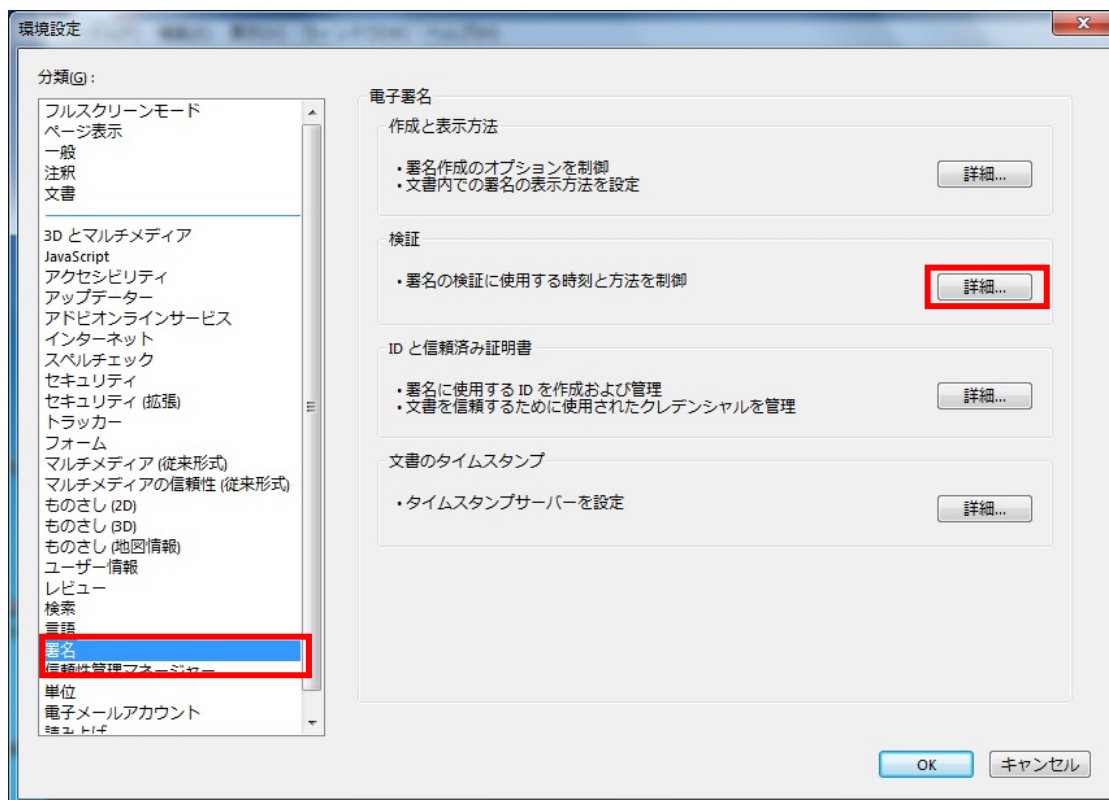 環境設定
分類(G):
フルスクリーンモード
ページ表示
一般
注釈
文書
3D とマルチメディア
JavaScript
アクセシビリティ
アップデーター
アドビオンラインサービス
インターネット
スペルチェック
セキュリティ
セキュリティ (拡張)
トラッカー
フォーム
マルチメディア (従来形式)
マルチメディアの信頼性 (従来形式)
ものさし (2D)
ものさし (3D)
ものさし (地図情報)
ユーザー情報
レビュー
検索
言語
署名
信頼性管理マネージャー
単位
電子メールアカウント
読み上げ
電子署名
作成と表示方法
・署名作成のオプションを制御
・文書内での署名の表示方法を設定
詳細...
検証
・署名の検証に使用する時刻と方法を制御
詳細...
ID と信頼済み証明書
・署名に使用する ID を作成および管理
・文書を信頼するために使用されたクレデンシャルを管理
詳細...
文書のタイムスタンプ
・タイムスタンプサーバーを設定
詳細...
OK
キャンセル